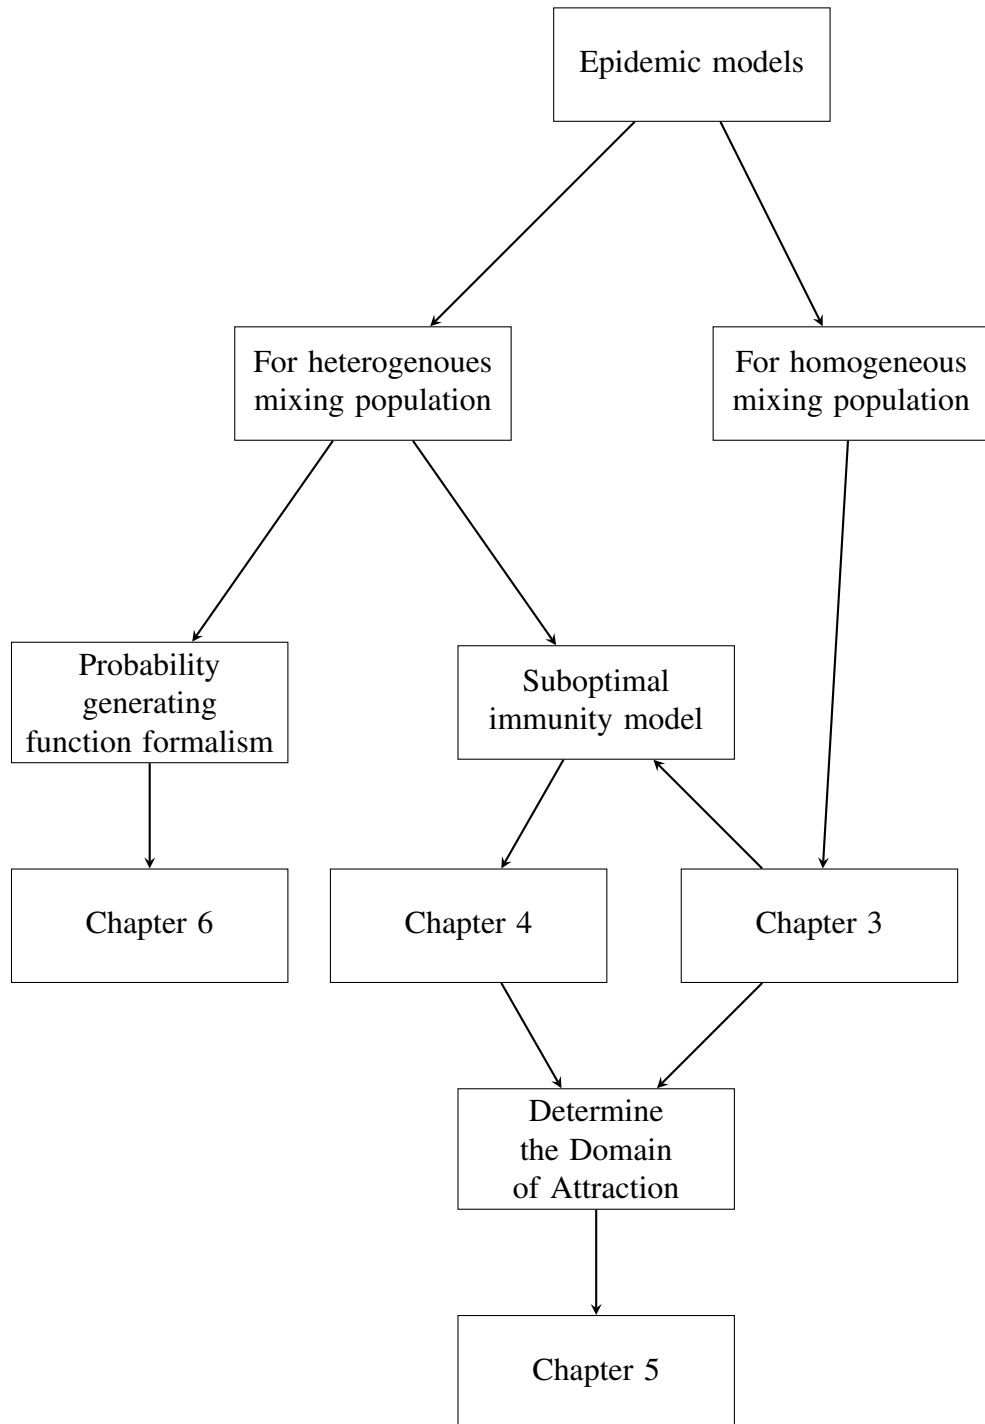 Epidemic models
For heterogenoues
mixing population
For homogeneous
mixing population
Probability
generating
function formalism
Suboptimal
immunity model
Chapter 6
Chapter 4
Chapter 3
Determine
the Domain
of Attraction
Chapter 5